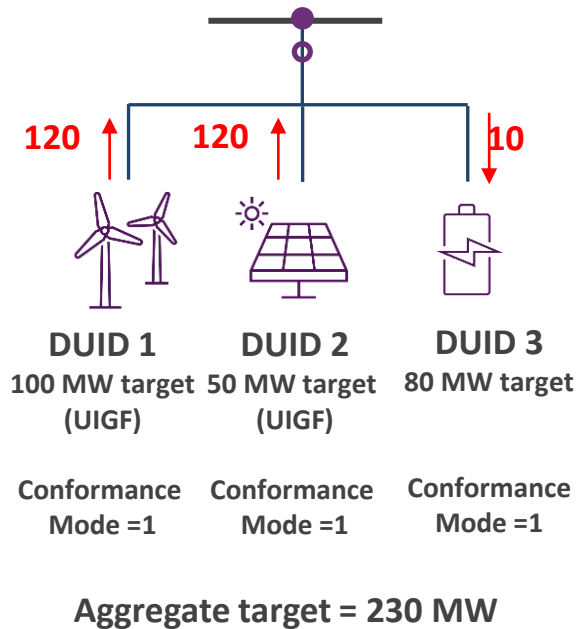 120
120
10
DUID 1
100 MW target
(UIGF)
Conformance
Mode =1
DUID 2
50 MW target
(UIGF)
Conformance
Mode =1
DUID 3
80 MW target
Conformance
Mode =1
Aggregate target = 230 MW